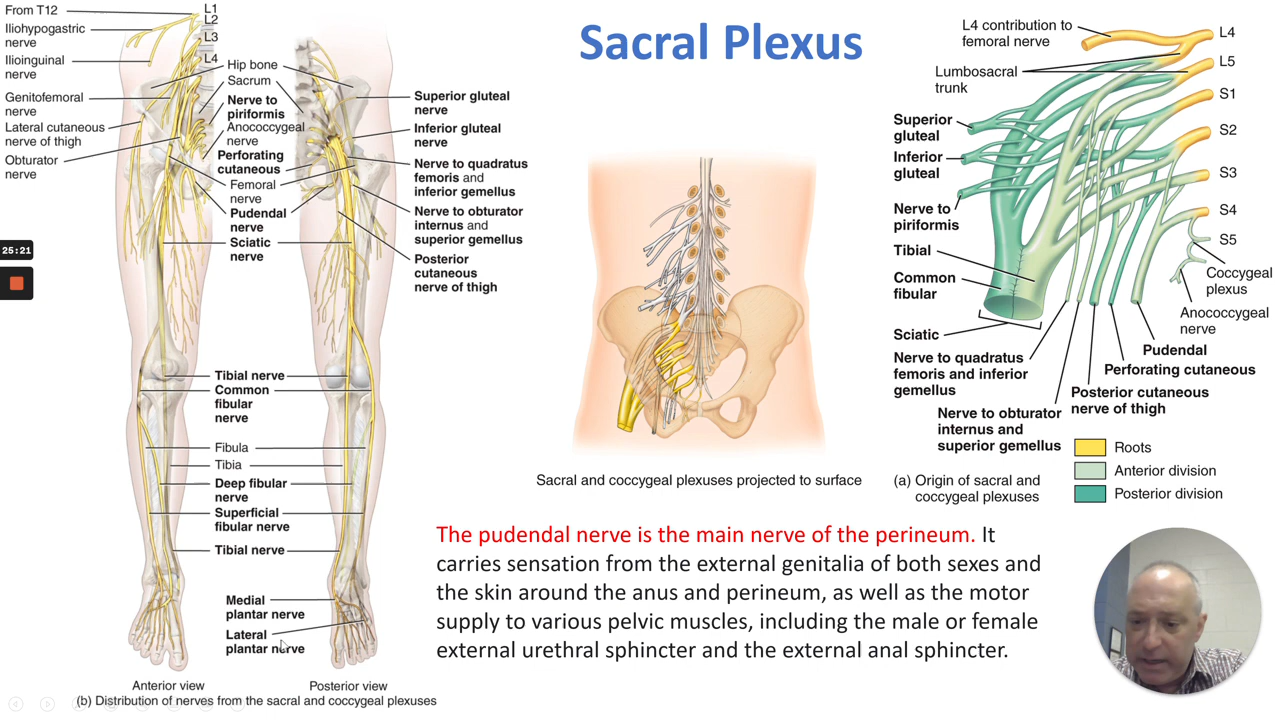 Sacral Plexus
From T12
Iliohypogastric
nerve
Ilioinguinal
nerve
Genitofemoral
nerve
Lateral cutaneous
nerve of thigh
Obturator
nerve
L1
L2
L3
L4
Hip bone
Sacrum
Nerve to
piriformis
Anococcygeal
nerve
Perforating
cutaneous
Femoral
nerve
Pudendal
nerve
Sciatic
nerve
Superior gluteal
nerve
Inferior gluteal
nerve
Nerve to quadratus
femoris and
inferior gemellus
Nerve to obturator
internus and
superior gemellus
Posterior
cutaneous
nerve of thigh
25:21
Tibial nerve
Common
fibular
nerve
Fibula
Tibia
Deep fibular
nerve
Superficial
fibular nerve
Tibial nerve
Medial
plantar nerve
Lateral
plantar nerve
Anterior view
Posterior view
(b) Distribution of nerves from the sacral and coccygeal plexuses
Sacral and coccygeal plexuses projected to surface
L4 contribution to
femoral nerve
Lumbosacral
trunk
Superior
gluteal
Inferior
gluteal
Nerve to
piriformis
Tibial
Common
fibular
Sciatic
Nerve to quadratus
femoris and inferior
gemellus
Nerve to obturator
internus and
superior gemellus
L4
L5
S1
S2
S3
S4
S5
Coccygeal
plexus
Anococcygeal
nerve
Pudendal
Perforating cutaneous
Posterior cutaneous
nerve of thigh
Roots
Anterior division
Posterior division
(a) Origin of sacral and
coccygeal plexuses
The pudendal nerve is the main nerve of the perineum. It
carries sensation from the external genitalia of both sexes and
the skin around the anus and perineum, as well as the motor
supply to various pelvic muscles, including the male or female
external urethral sphincter and the external anal sphincter.